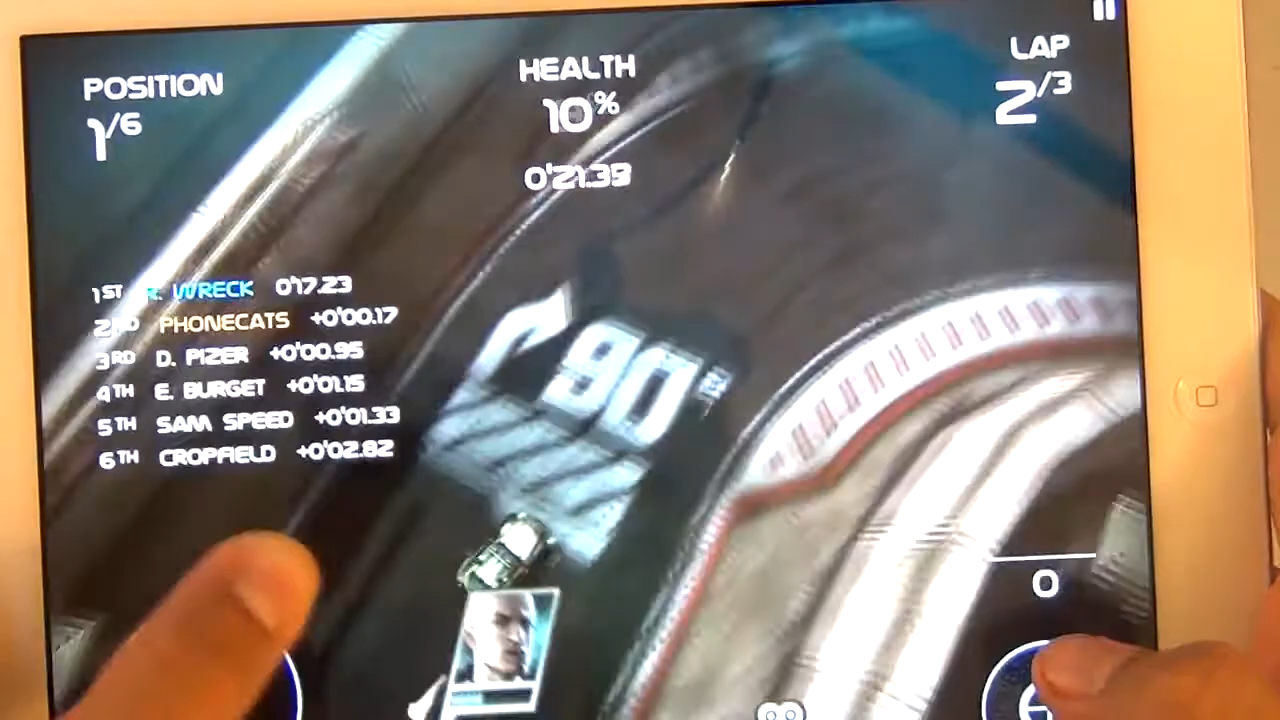 POSITION
1/6
HEALTH
10%
0'21.39
LAP
2/3
1ST R. WRECK 0'17.23
2ND PHONECATS +0'00.17
3RD D. PIZER +0'00.95
4TH E. BURGET +0'01.15
5TH SAM SPEED +0'01.33
6TH CROPFIELD +0'02.82
90
0